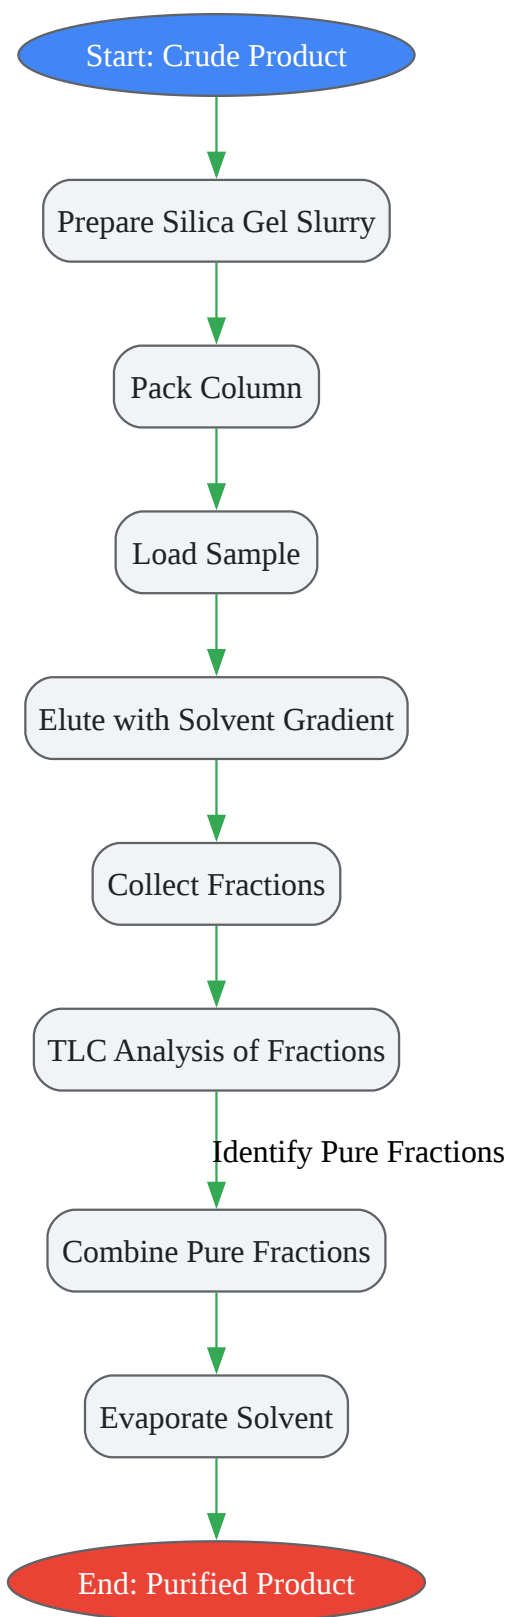 Start: Crude Product
Prepare Silica Gel Slurry
Pack Column
Load Sample
Elute with Solvent Gradient
Collect Fractions
TLC Analysis of Fractions
Identify Pure Fractions
Combine Pure Fractions
Evaporate Solvent
End: Purified Product